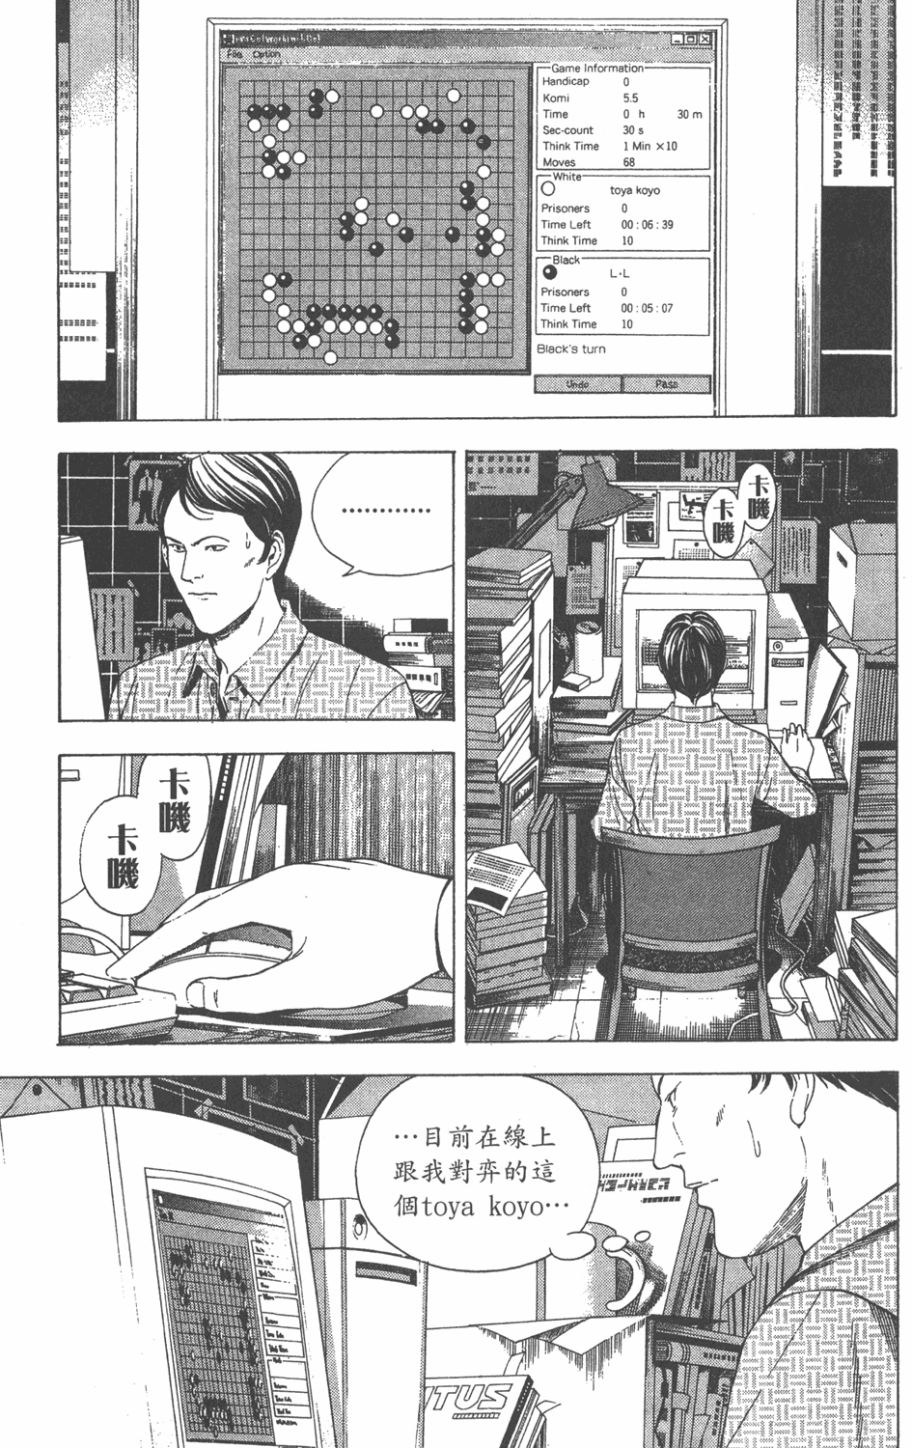 File Option
Game Information
Handicap 0
Komi 5.5
Time 0 h 30 m
Sec-count 30 s
Think Time 1 Min ×10
Moves 68
White
toya koyo
Prisoners 0
Time Left 00:06:39
Think Time 10
Black
L·L
Prisoners 0
Time Left 00:05:07
Think Time 10
Black's turn
Undo Pass
卡嘰
卡嘰
…………
卡嘰
卡嘰
…目前在線上
跟我對弈的這
個toya koyo…